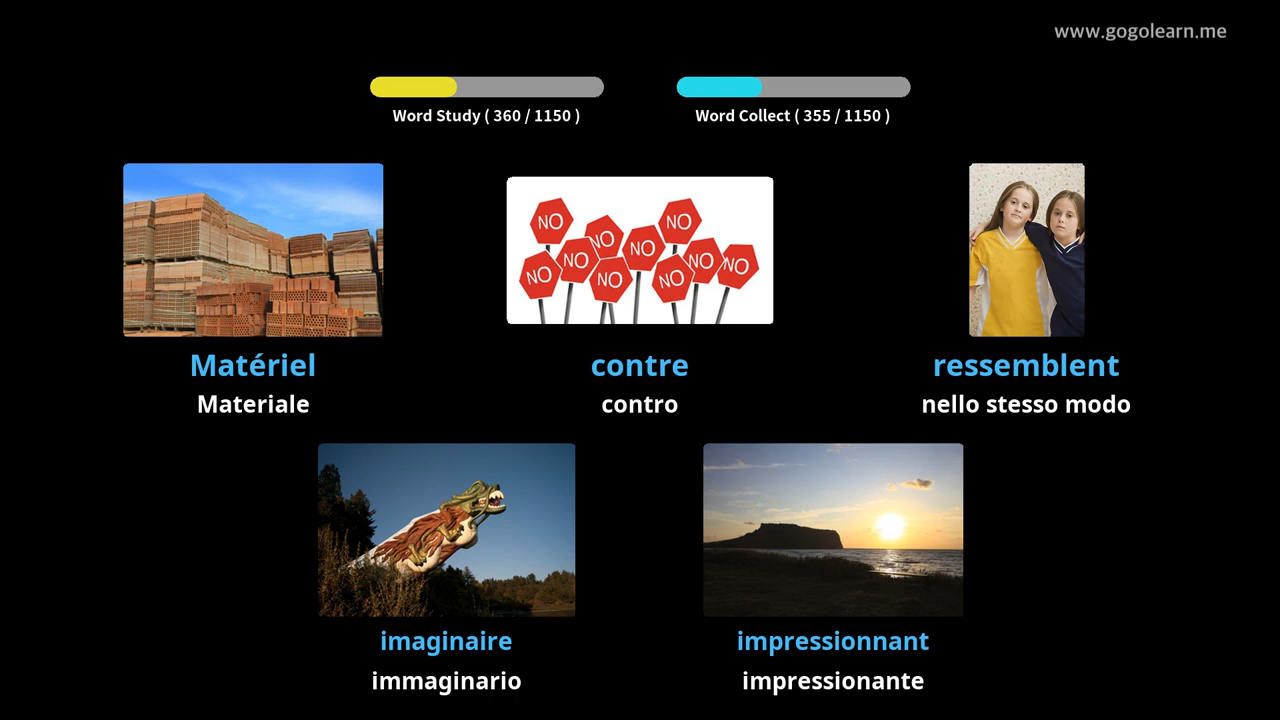 www.gogolearn.me
Word Study ( 360 / 1150 )
Word Collect ( 355 / 1150 )
NO
NO
NO
NO
NO
NO
NO
NO
NO
NO
Matériel
contre
ressemblent
Materiale
contro
nello stesso modo
imaginaire
impressionnant
immaginario
impressionante